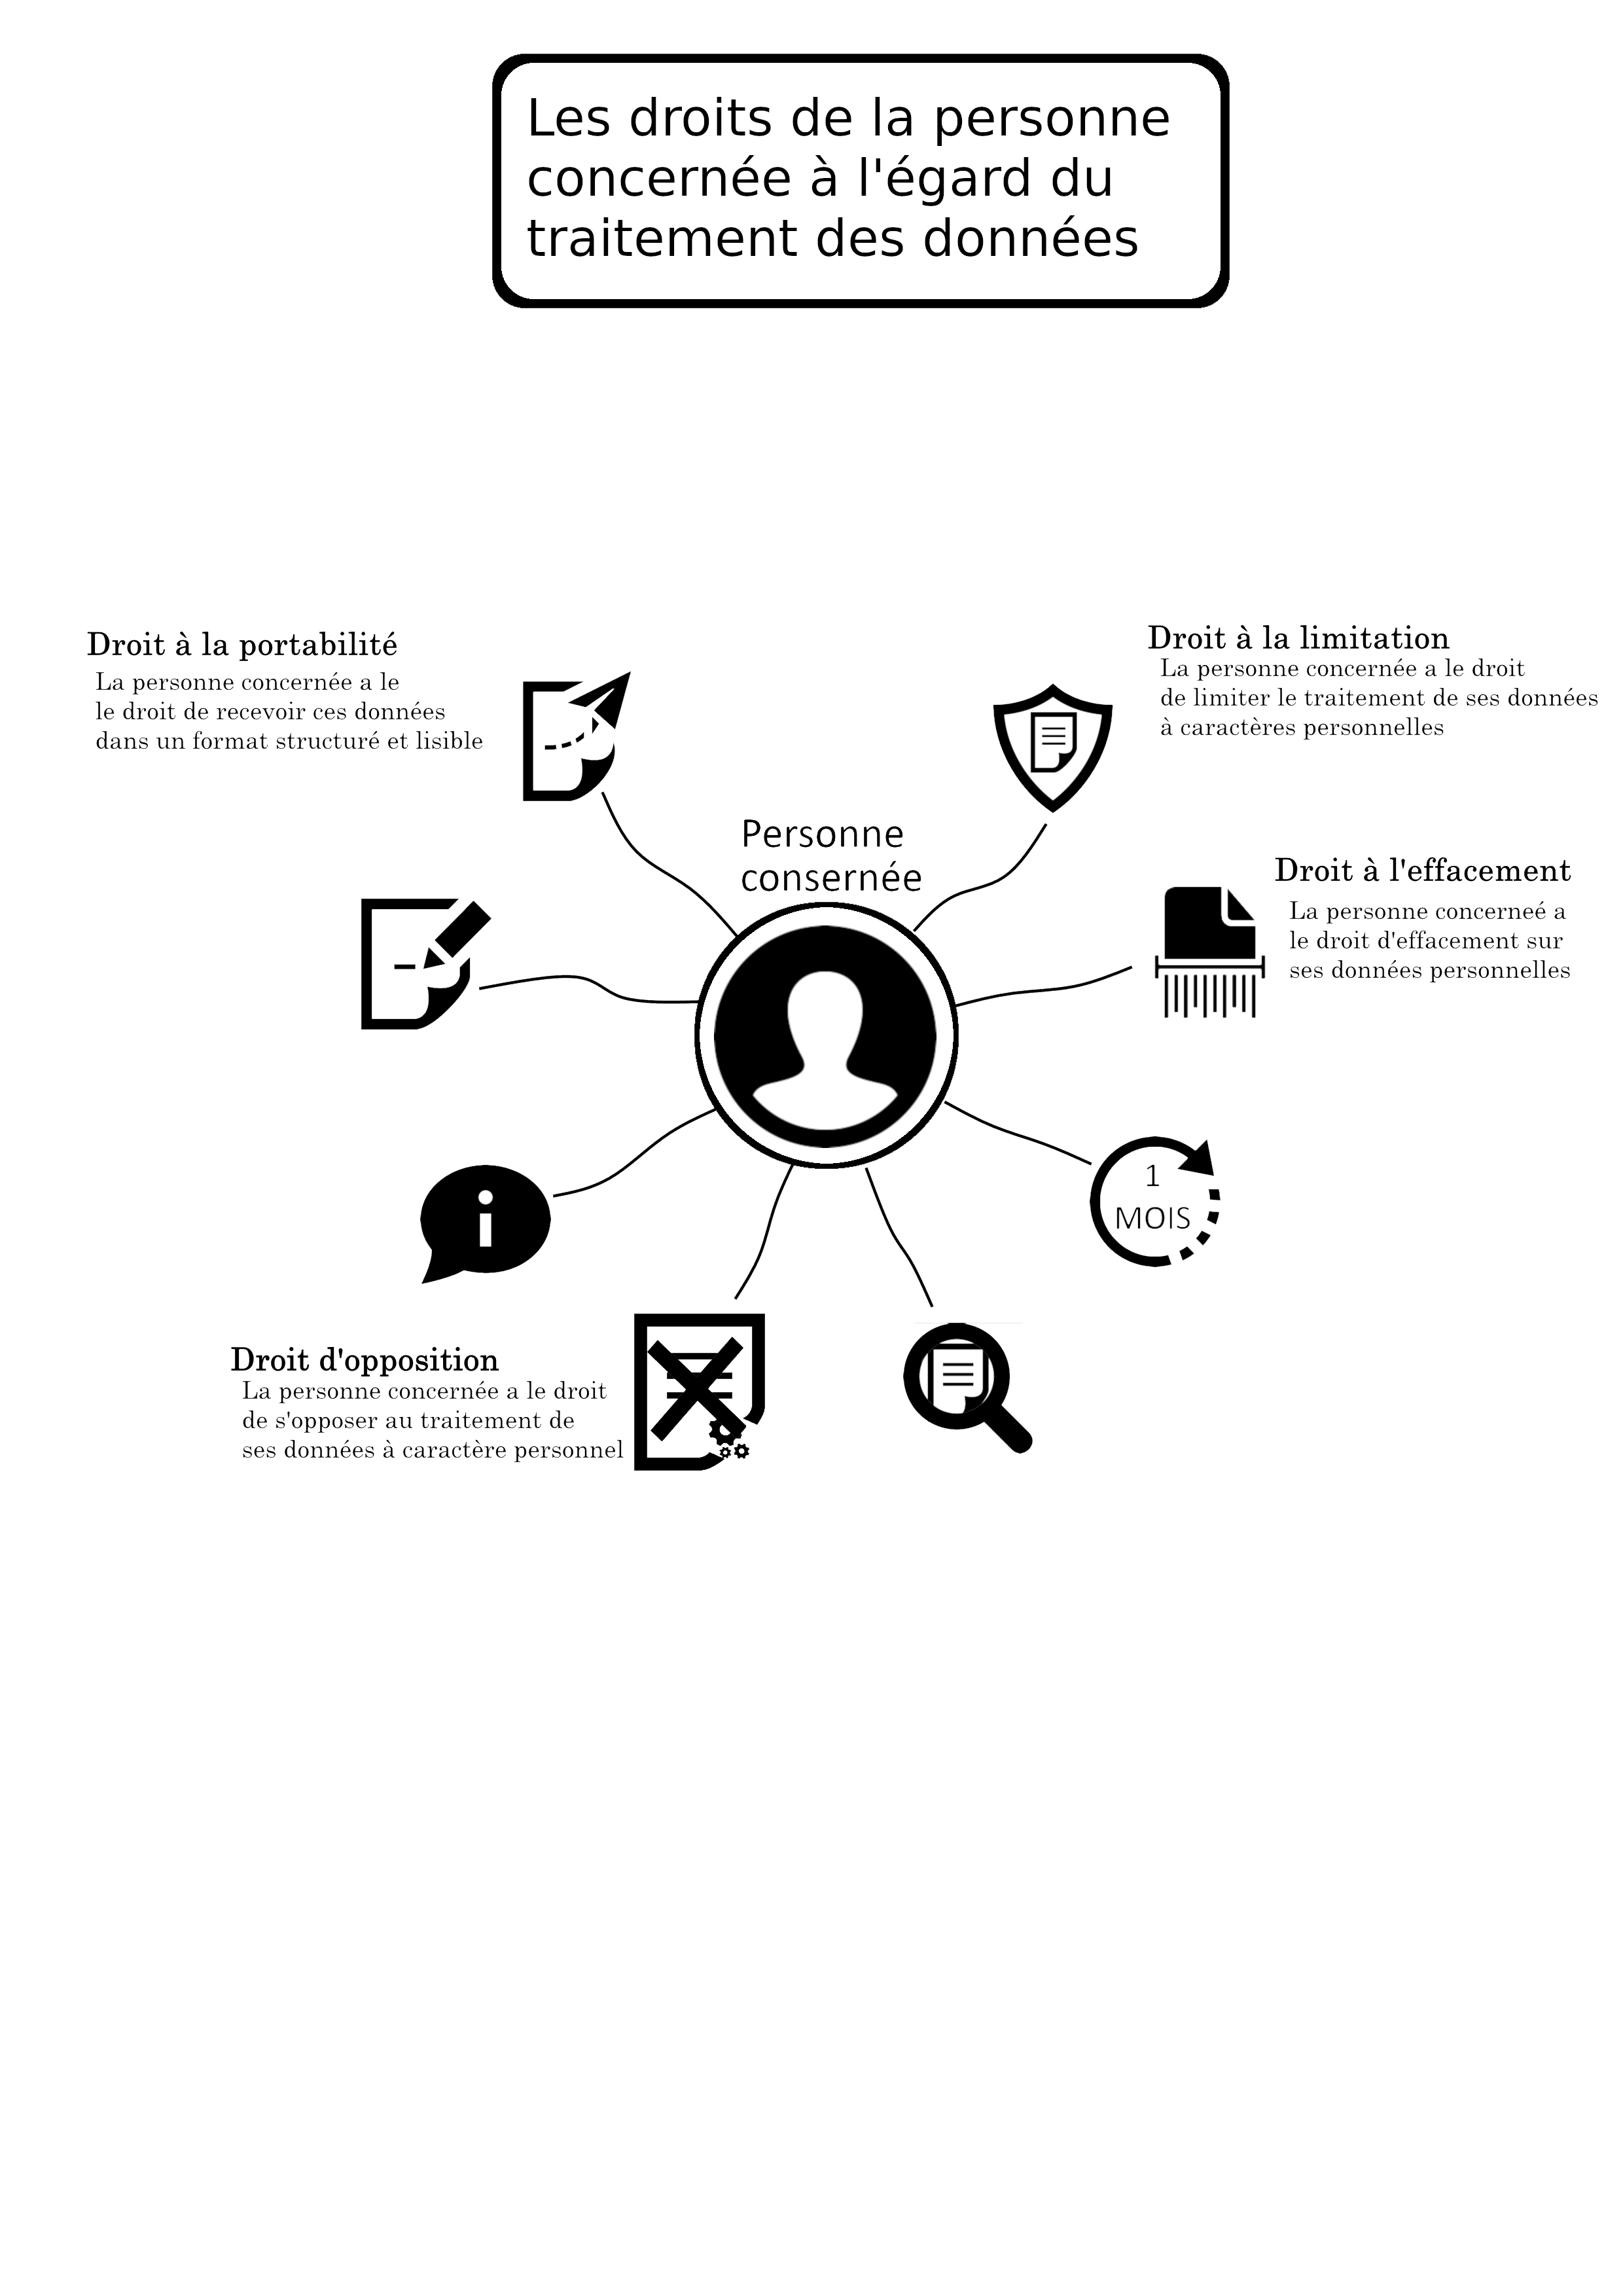 Les droits de la personne
concernée à l'égard du
traitement des données
Droit à la portabilité
La personne concernée a le
le droit de recevoir ces données
dans un format structuré et lisible
Droit à la limitation
La personne concernée a le droit
de limiter le traitement de ses données
à caractères personnelles
Personne
consernée
Droit à l'effacement
La personne concerneé a
le droit d'effacement sur
ses données personnelles
i
1
MOIS
Droit d'opposition
La personne concernée a le droit
de s'opposer au traitement de
ses données à caractère personnel